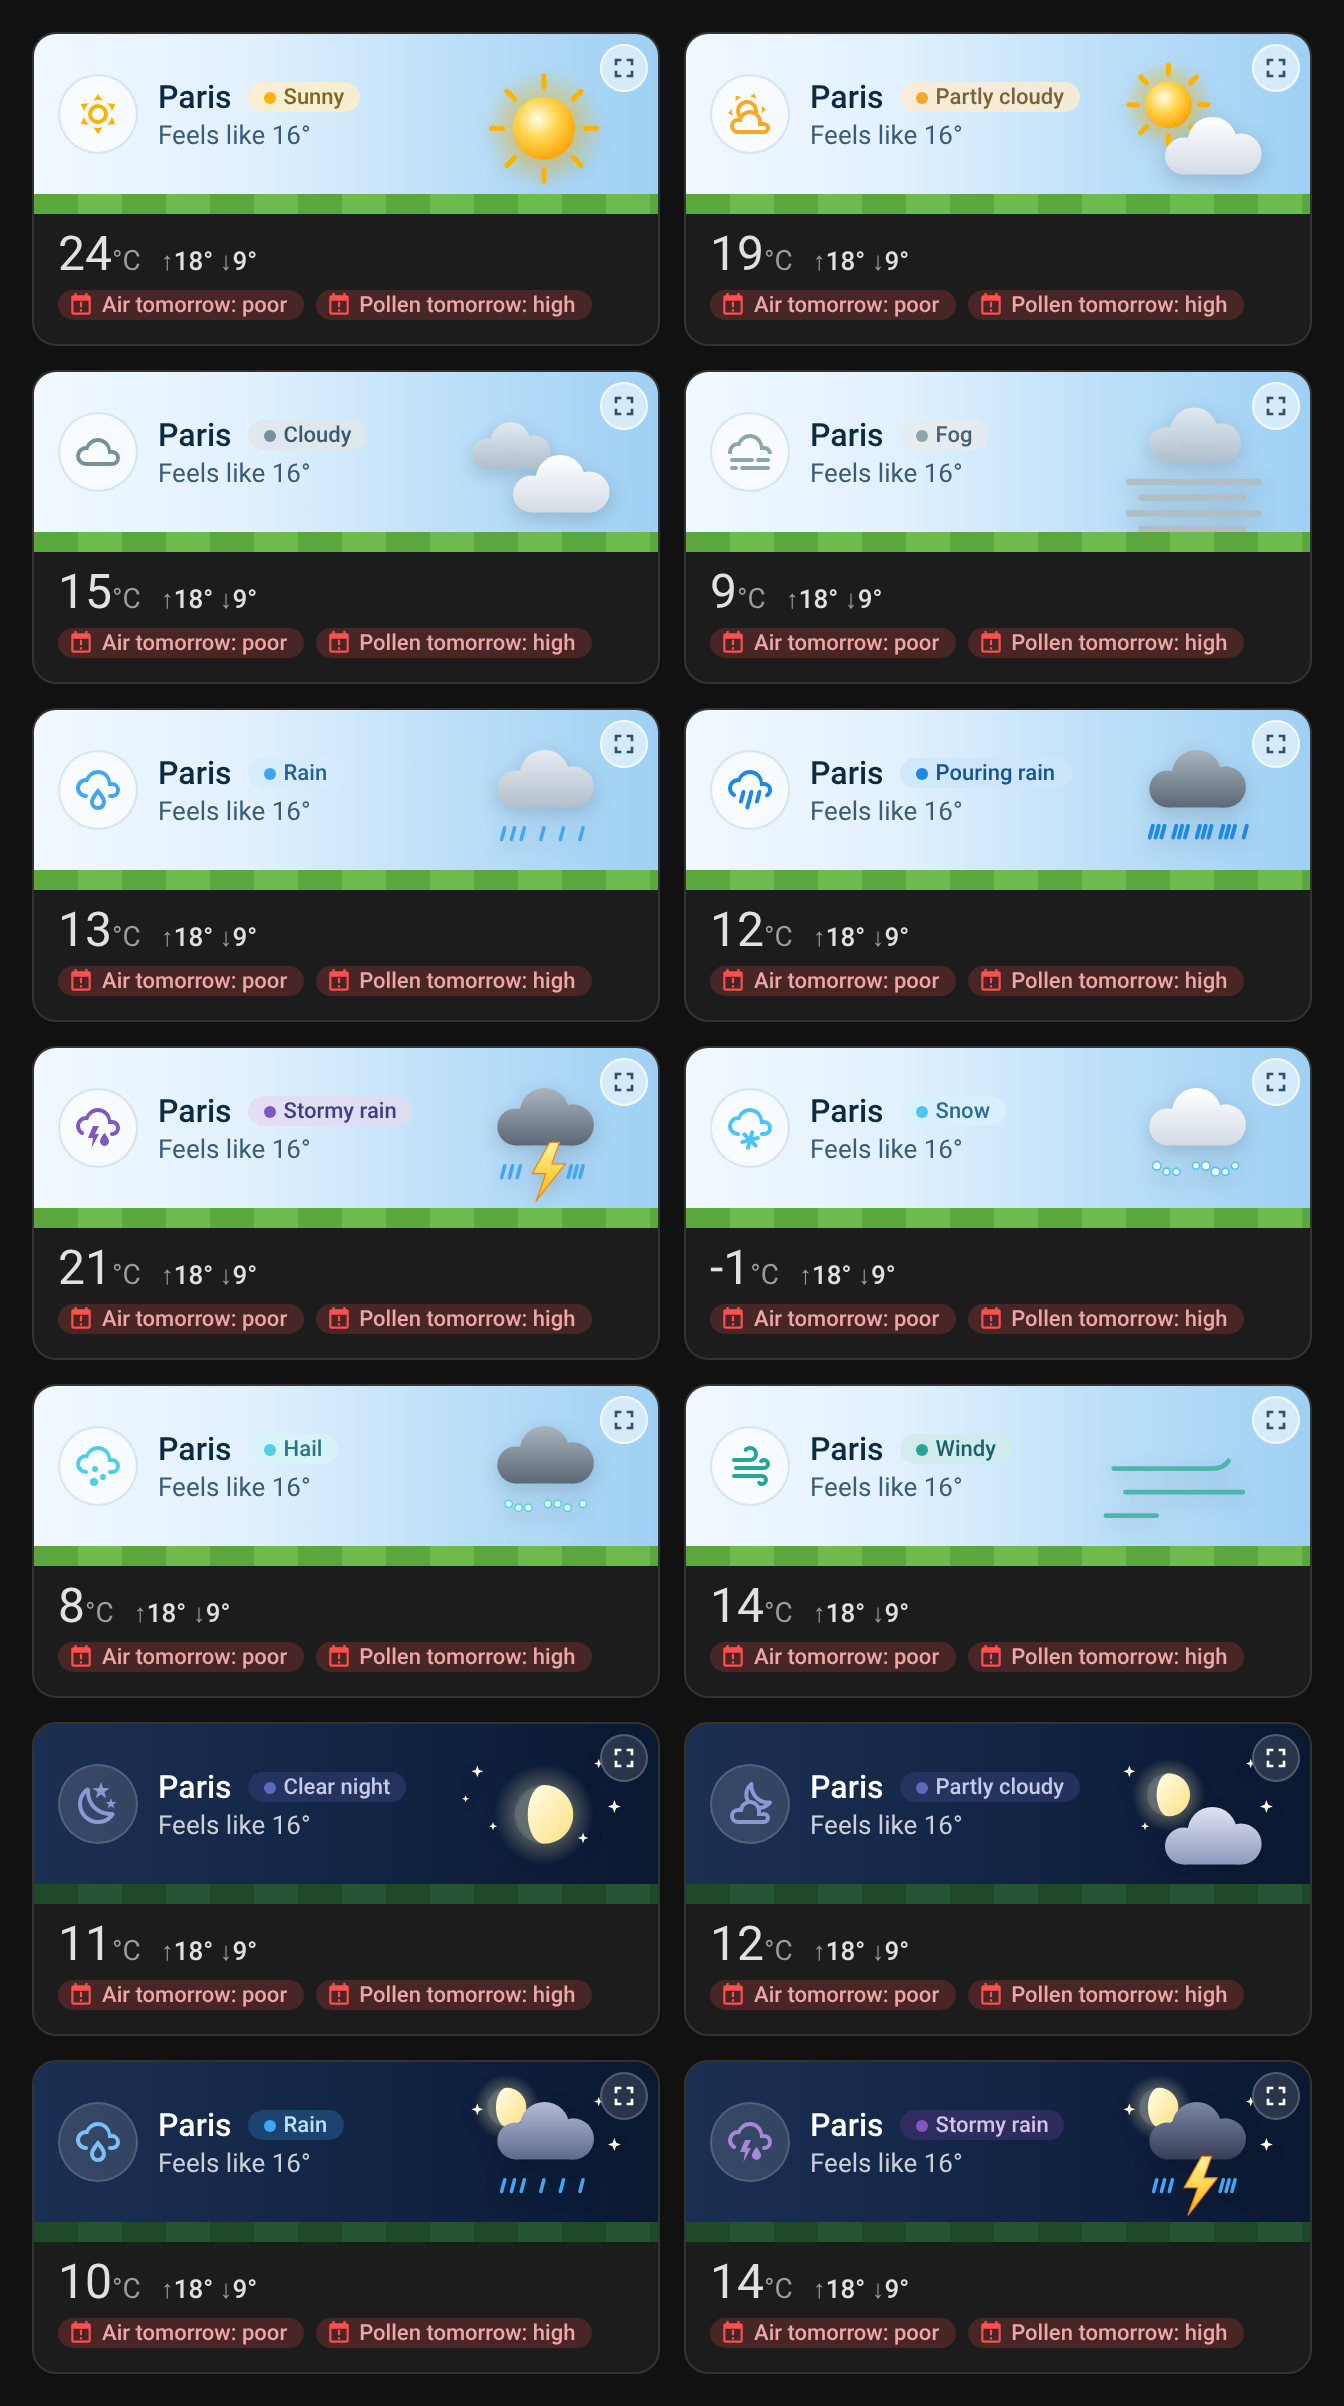 Paris Sunny
Feels like 16°
24°C ↑18° ↓9°
Air tomorrow: poor Pollen tomorrow: high
Paris Partly cloudy
Feels like 16°
19°C ↑18° ↓9°
Air tomorrow: poor Pollen tomorrow: high
Paris Cloudy
Feels like 16°
15°C ↑18° ↓9°
Air tomorrow: poor Pollen tomorrow: high
Paris Fog
Feels like 16°
9°C ↑18° ↓9°
Air tomorrow: poor Pollen tomorrow: high
Paris Rain
Feels like 16°
13°C ↑18° ↓9°
Air tomorrow: poor Pollen tomorrow: high
Paris Pouring rain
Feels like 16°
12°C ↑18° ↓9°
Air tomorrow: poor Pollen tomorrow: high
Paris Stormy rain
Feels like 16°
21°C ↑18° ↓9°
Air tomorrow: poor Pollen tomorrow: high
Paris Snow
Feels like 16°
-1°C ↑18° ↓9°
Air tomorrow: poor Pollen tomorrow: high
Paris Hail
Feels like 16°
8°C ↑18° ↓9°
Air tomorrow: poor Pollen tomorrow: high
Paris Windy
Feels like 16°
14°C ↑18° ↓9°
Air tomorrow: poor Pollen tomorrow: high
Paris Clear night
Feels like 16°
11°C ↑18° ↓9°
Air tomorrow: poor Pollen tomorrow: high
Paris Partly cloudy
Feels like 16°
12°C ↑18° ↓9°
Air tomorrow: poor Pollen tomorrow: high
Paris Rain
Feels like 16°
10°C ↑18° ↓9°
Air tomorrow: poor Pollen tomorrow: high
Paris Stormy rain
Feels like 16°
14°C ↑18° ↓9°
Air tomorrow: poor Pollen tomorrow: high